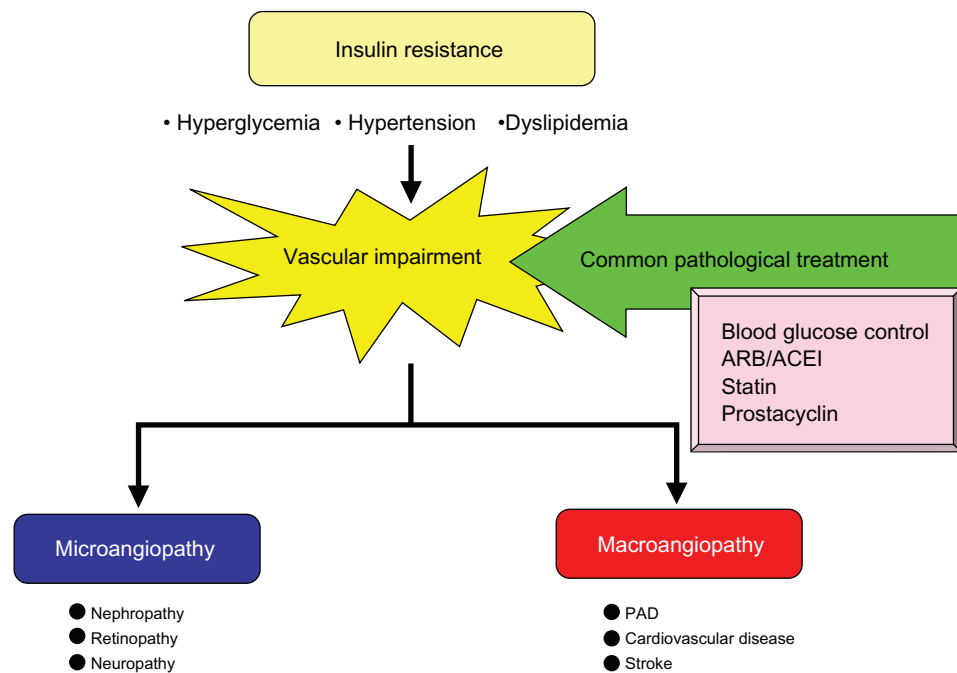 Insulin resistance
• Hyperglycemia • Hypertension •Dyslipidemia
Vascular impairment
Common pathological treatment
Blood glucose control
ARB/ACEI
Statin
Prostacyclin
Microangiopathy
● Nephropathy
● Retinopathy
● Neuropathy
Macroangiopathy
● PAD
● Cardiovascular disease
● Stroke